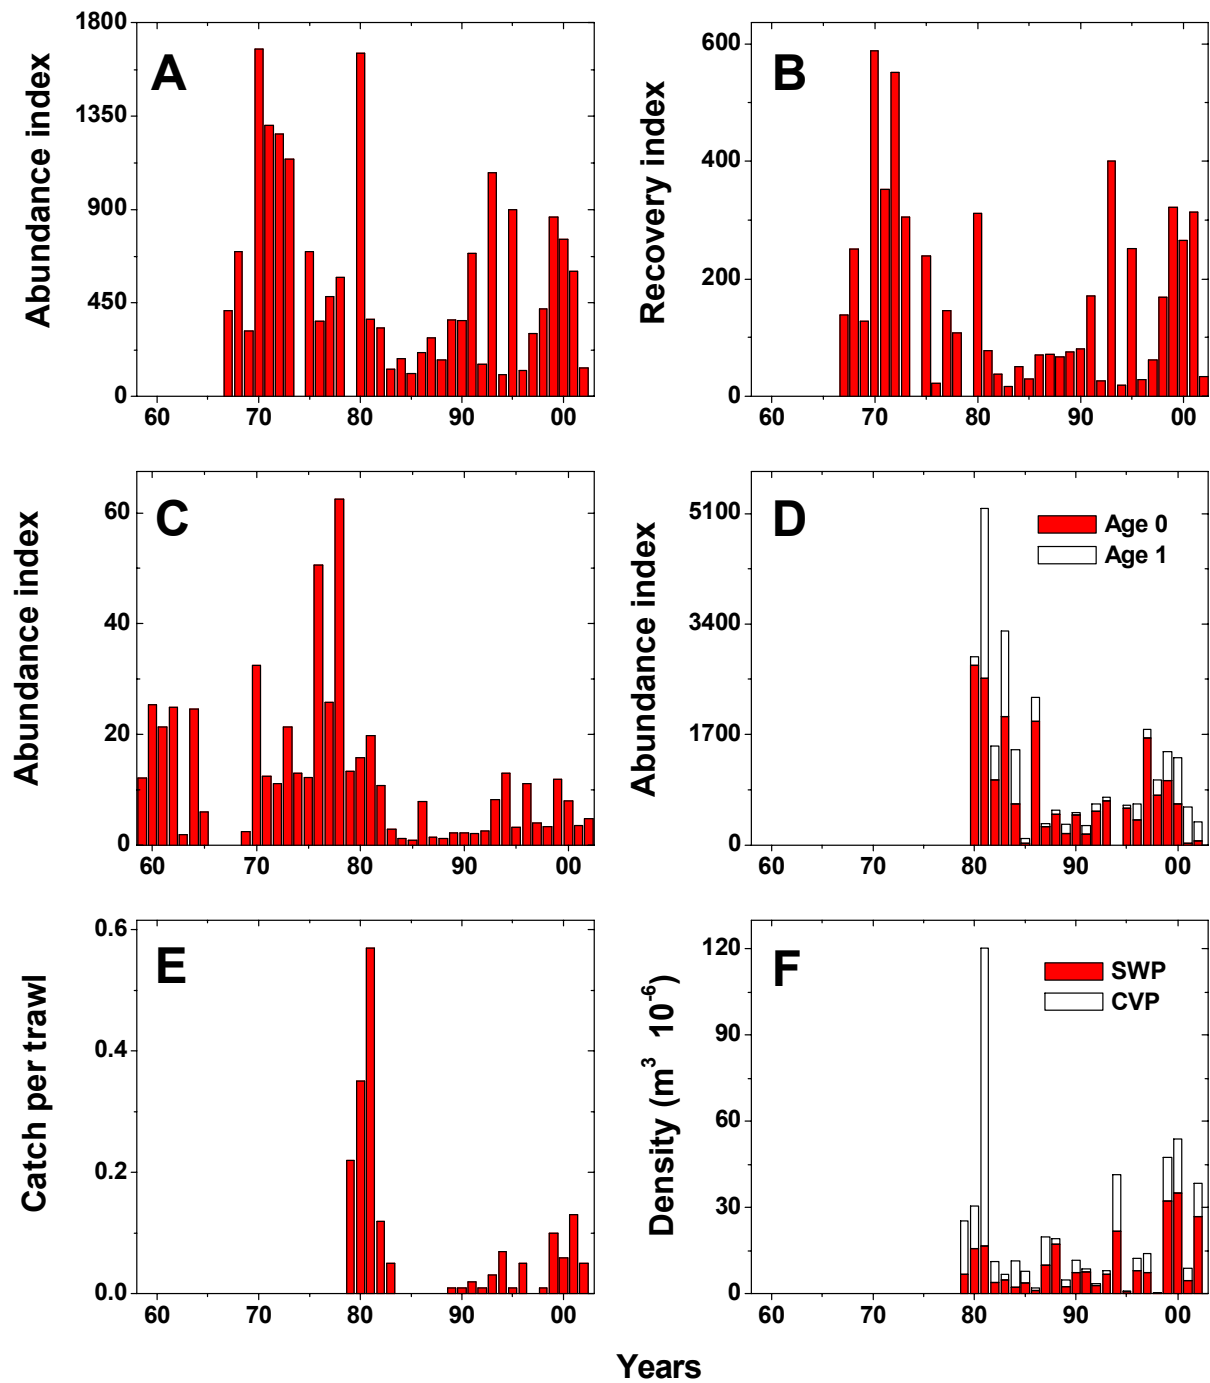 A
Abundance index
1800
1350
900
450
0
60 70 80 90 00
B
Recovery index
600
400
200
0
60 70 80 90 00
C
Abundance index
60
40
20
0
60 70 80 90 00
D
Age 0
Age 1
Abundance index
5100
3400
1700
0
60 70 80 90 00
E
Catch per trawl
0.6
0.4
0.2
0.0
60 70 80 90 00
F
SWP
CVP
Density (m³ 10⁻⁶)
120
90
60
30
0
60 70 80 90 00
Years